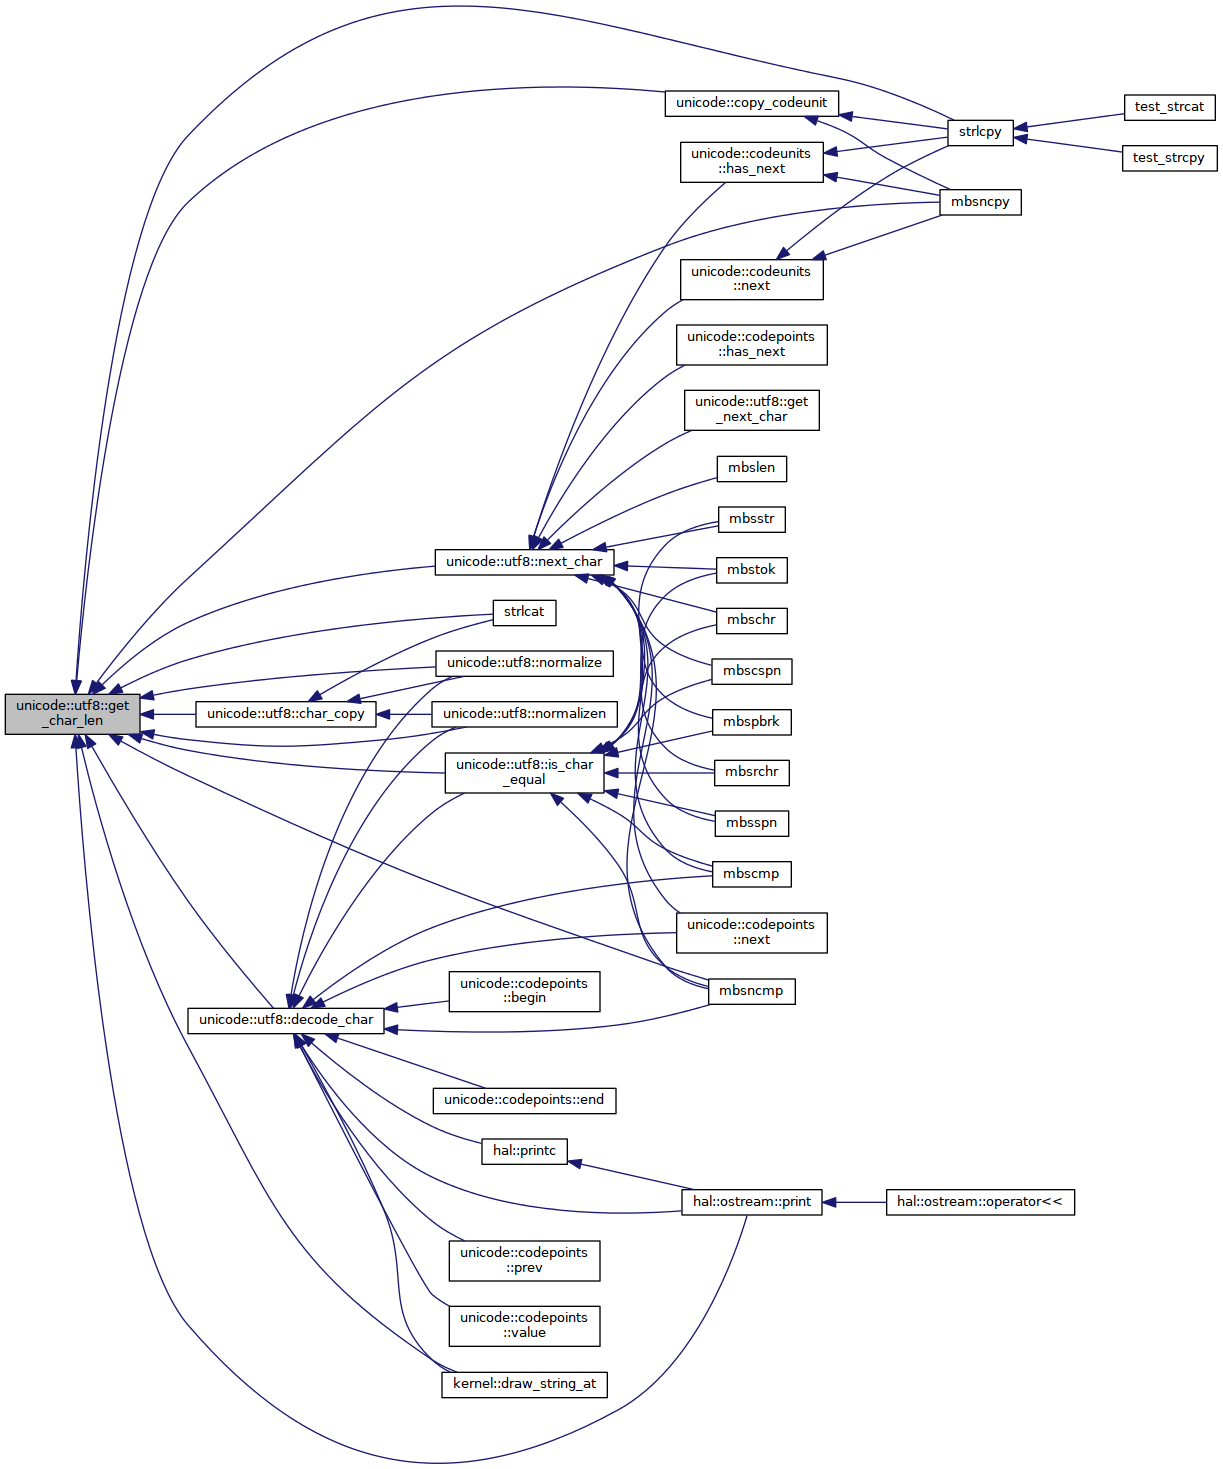 unicode::copy_codeunit
test_strcat
strlcpy
unicode::codeunits
::has_next
test_strcpy
mbsncpy
unicode::codeunits
::next
unicode::codepoints
::has_next
unicode::utf8::get
_next_char
mbslen
mbsstr
unicode::utf8::next_char
mbstok
strlcat
mbschr
unicode::utf8::normalize
mbscspn
unicode::utf8::get
_char_len
unicode::utf8::char_copy
unicode::utf8::normalizen
mbspbrk
unicode::utf8::is_char
_equal
mbsrchr
mbsspn
mbscmp
unicode::codepoints
::next
unicode::codepoints
::begin
mbsncmp
unicode::utf8::decode_char
unicode::codepoints::end
hal::printc
hal::ostream::print
hal::ostream::operator<<
unicode::codepoints
::prev
unicode::codepoints
::value
kernel::draw_string_at